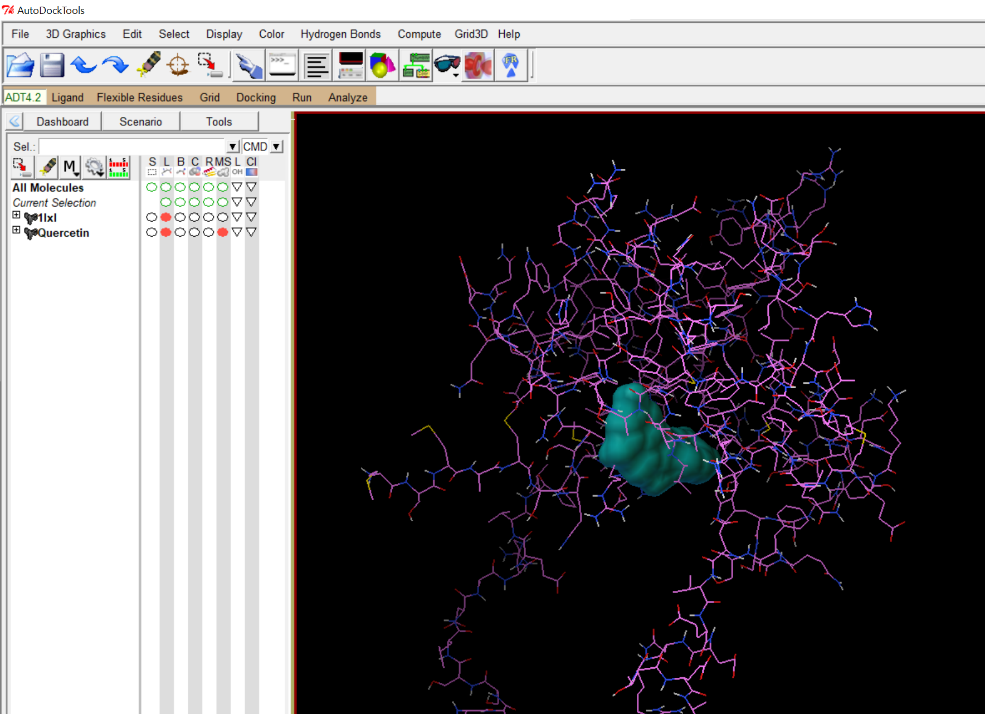 AutoDockTools
File 3D Graphics Edit Select Display Color Hydrogen Bonds Compute Grid3D Help
>>>_
ER
ADT4.2 Ligand Flexible Residues Grid Docking Run Analyze
Dashboard Scenario Tools
Sel.: CMD
M S L B C R MS L Cl
All Molecules
Current Selection
1lxl
Quercetin